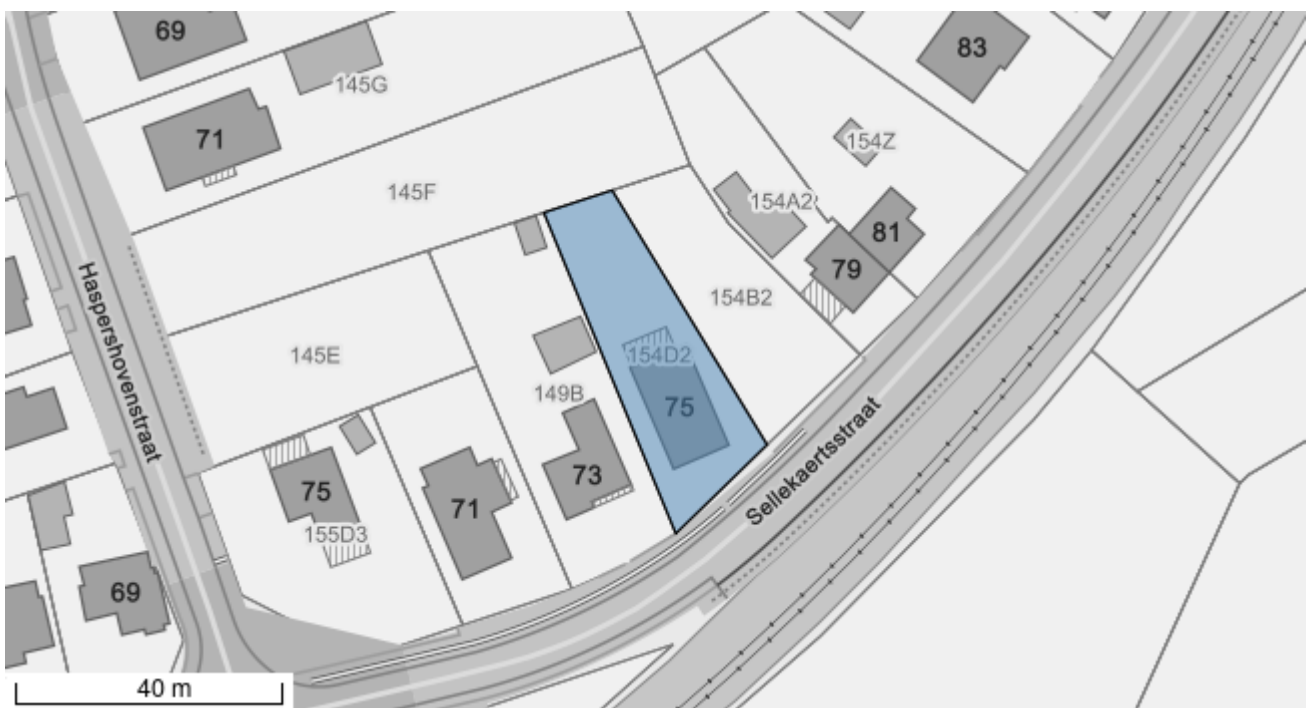 69
83
145G
71
154Z
145F
154A2
81
79
Haspershovenstraat
154B2
145E
154D2
149B
75
Sellekaertsstraat
73
75
71
155D3
69
40 m